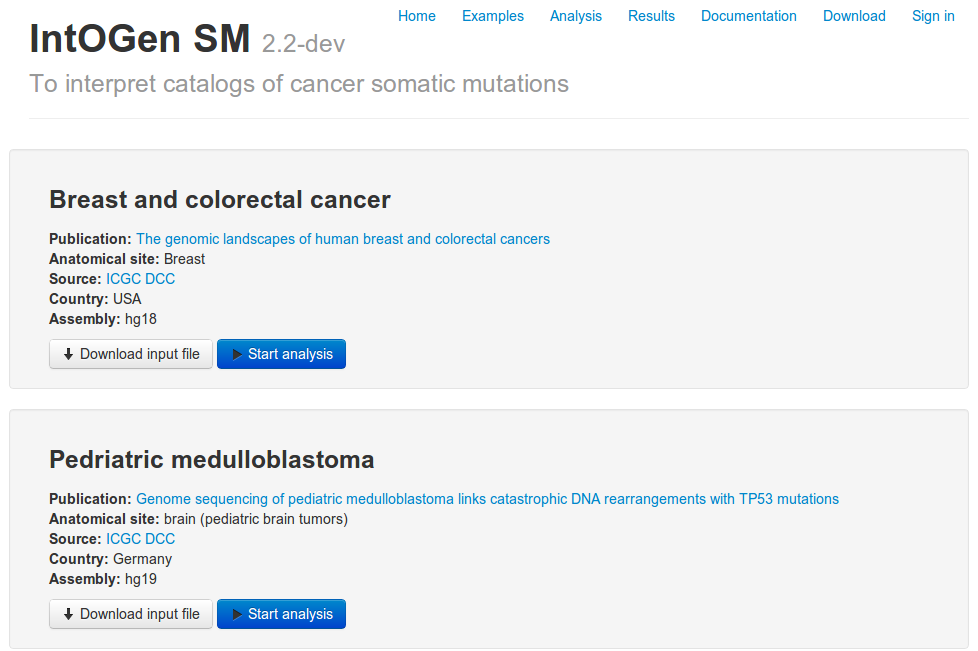 Home Examples Analysis Results Documentation Download Sign in
IntOGen SM 2.2-dev
To interpret catalogs of cancer somatic mutations
Breast and colorectal cancer
Publication: The genomic landscapes of human breast and colorectal cancers
Anatomical site: Breast
Source: ICGC DCC
Country: USA
Assembly: hg18
Download input file Start analysis
Pedriatric medulloblastoma
Publication: Genome sequencing of pediatric medulloblastoma links catastrophic DNA rearrangements with TP53 mutations
Anatomical site: brain (pediatric brain tumors)
Source: ICGC DCC
Country: Germany
Assembly: hg19
Download input file Start analysis